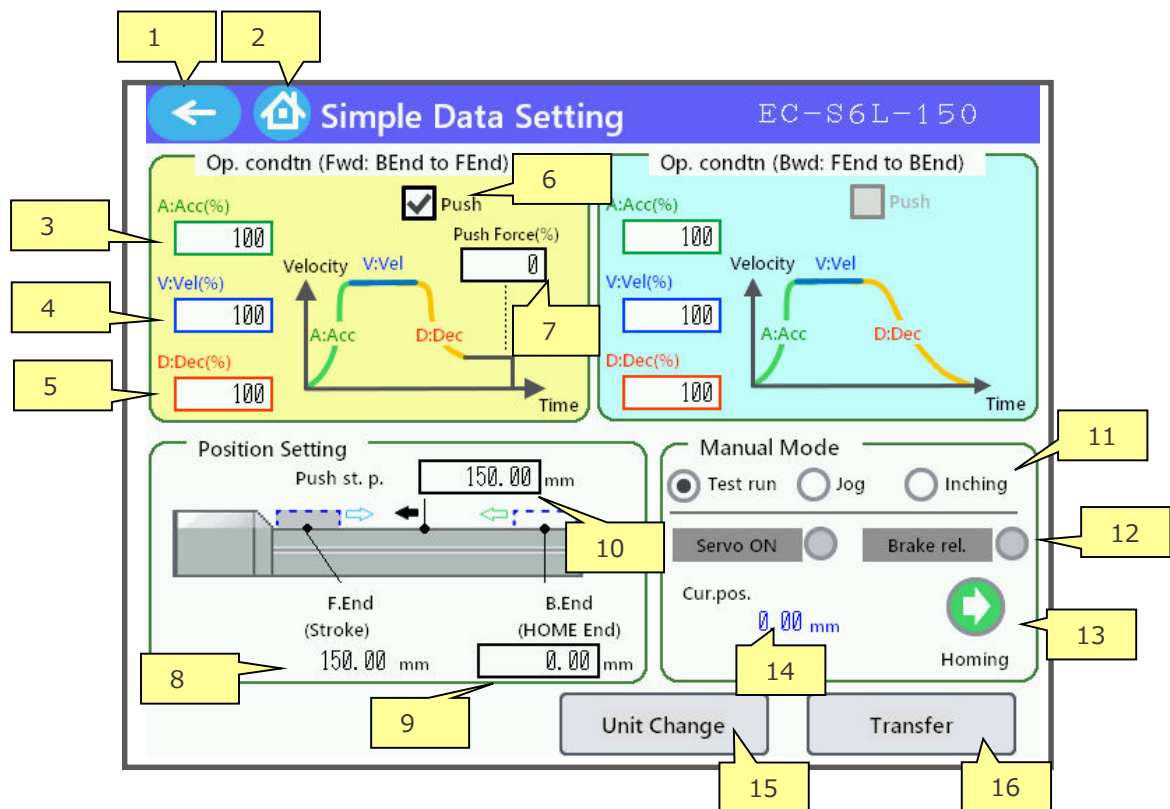 1 2
Simple Data Setting EC-S6L-150
Op. condtn (Fwd: BEnd to FEnd)
6
Push
3
A:Acc(%)
100
Push Force(%)
0
7
Velocity V:Vel
4
V:Vel(%)
100
A:Acc D:Dec
5
D:Dec(%)
100
Time
Op. condtn (Bwd: FEnd to BEnd)
Push
A:Acc(%)
100
Velocity V:Vel
V:Vel(%)
100
A:Acc D:Dec
D:Dec(%)
100
Time
Position Setting
Push st. p. 150.00 mm
10
F.End B.End
(Stroke) (HOME End)
150.00 mm 0.00 mm
8
9
Manual Mode
11
Test run Jog Inching
Servo ON Brake rel.
12
Cur.pos.
0.00 mm
14
13
Homing
Unit Change Transfer
15 16